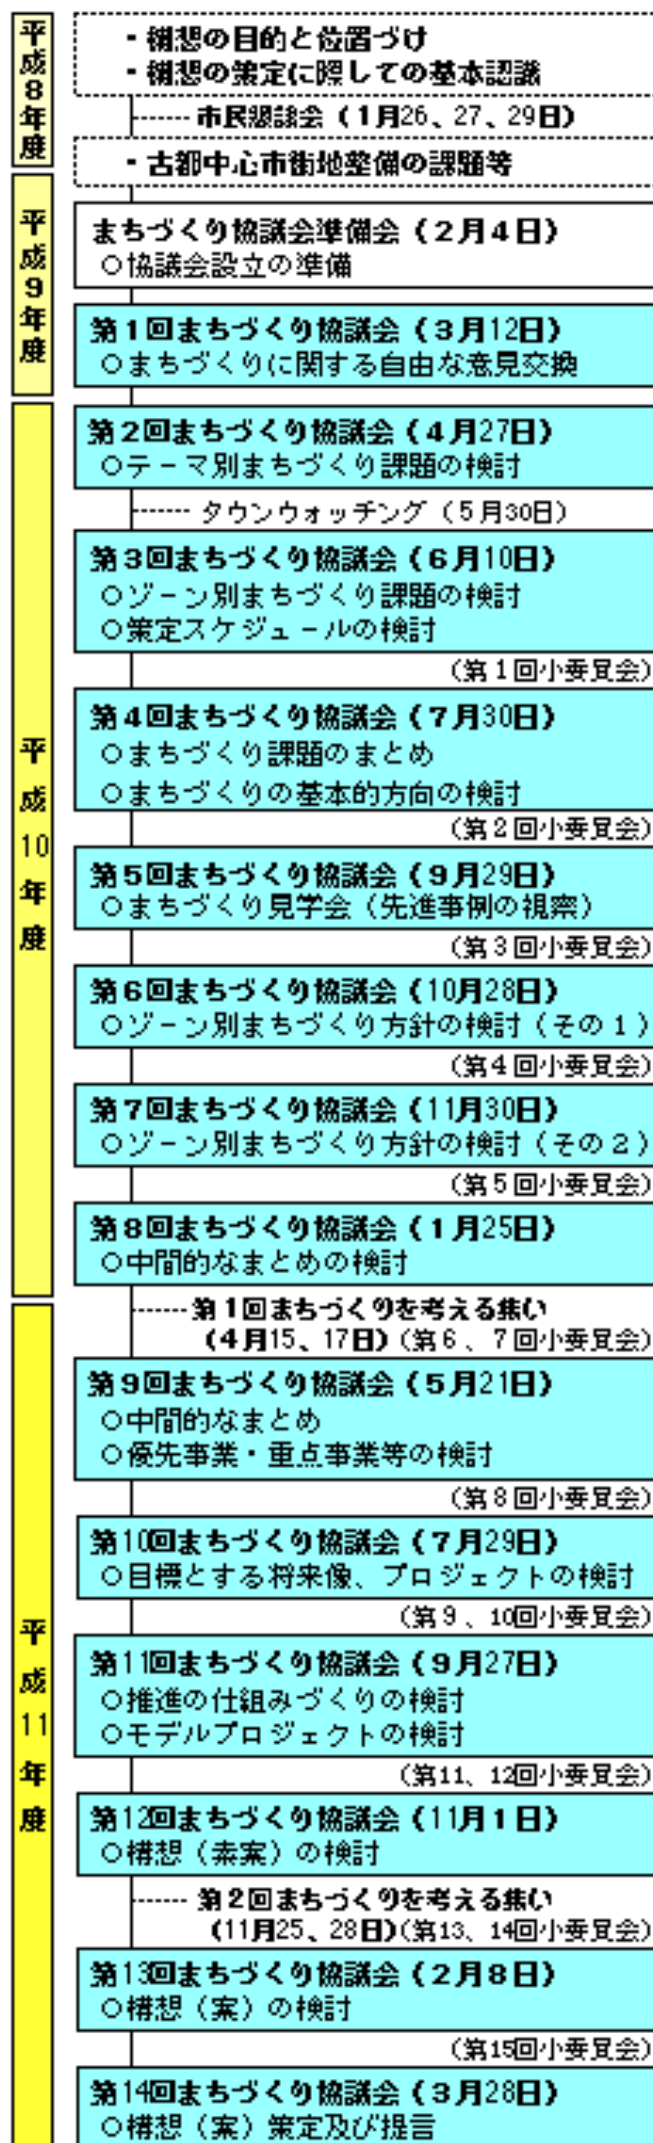 平成8年度
・構想の目的と位置づけ
・構想の策定に際しての基本認識
市民懇談会（1月26、27、29日）
・古都中心市街地整備の課題等
平成9年度
まちづくり協議会準備会（2月4日）
○協議会設立の準備
第1回まちづくり協議会（3月12日）
○まちづくりに関する自由な意見交換
平成10年度
第2回まちづくり協議会（4月27日）
○テーマ別まちづくり課題の検討
タウンウォッチング（5月30日）
第3回まちづくり協議会（6月10日）
○ゾーン別まちづくり課題の検討
○策定スケジュールの検討
（第1回小委員会）
第4回まちづくり協議会（7月30日）
○まちづくり課題のまとめ
○まちづくりの基本的方向の検討
（第2回小委員会）
第5回まちづくり協議会（9月29日）
○まちづくり見学会（先進事例の視察）
（第3回小委員会）
第6回まちづくり協議会（10月28日）
○ゾーン別まちづくり方針の検討（その1）
（第4回小委員会）
第7回まちづくり協議会（11月30日）
○ゾーン別まちづくり方針の検討（その2）
（第5回小委員会）
第8回まちづくり協議会（1月25日）
○中間的なまとめの検討
平成11年度
第1回まちづくりを考える集い
（4月15、17日）（第6、7回小委員会）
第9回まちづくり協議会（5月21日）
○中間的なまとめ
○優先事業・重点事業等の検討
（第8回小委員会）
第10回まちづくり協議会（7月29日）
○目標とする将来像、プロジェクトの検討
（第9、10回小委員会）
第11回まちづくり協議会（9月27日）
○推進の仕組みづくりの検討
○モデルプロジェクトの検討
（第11、12回小委員会）
第12回まちづくり協議会（11月1日）
○構想（素案）の検討
第2回まちづくりを考える集い
（11月25、28日）（第13、14回小委員会）
第13回まちづくり協議会（2月8日）
○構想（案）の検討
（第15回小委員会）
第14回まちづくり協議会（3月28日）
○構想（案）策定及び提言